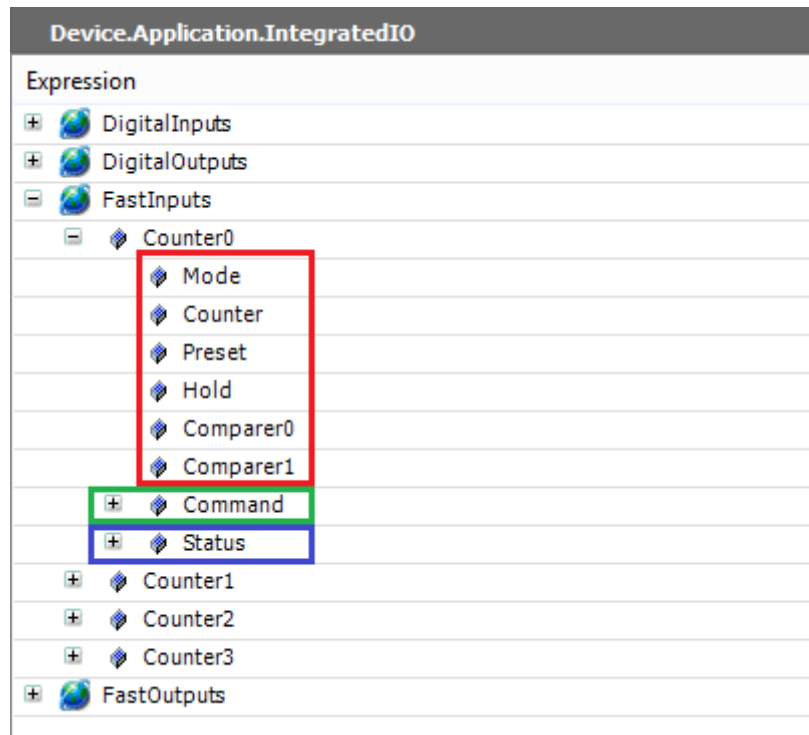 Device.Application.IntegratedIO
Expression
DigitalInputs
DigitalOutputs
FastInputs
Counter0
Mode
Counter
Preset
Hold
Comparer0
Comparer1
Command
Status
Counter1
Counter2
Counter3
FastOutputs